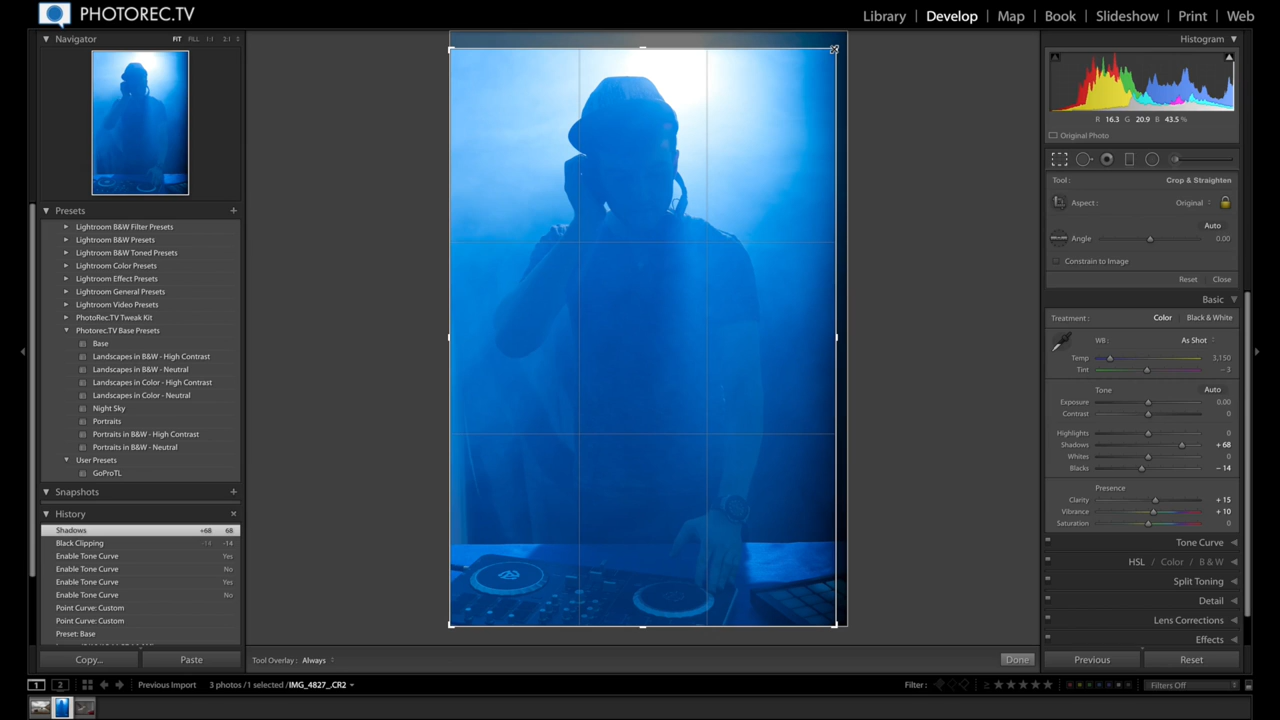 PHOTOREC.TV
Library | Develop | Map | Book | Slideshow | Print | Web
Navigator FIT FILL 1:1 2:1
Presets +
Lightroom B&W Filter Presets
Lightroom B&W Presets
Lightroom B&W Toned Presets
Lightroom Color Presets
Lightroom Effect Presets
Lightroom General Presets
Lightroom Video Presets
PhotoRec.TV Tweak Kit
Photorec.TV Base Presets
Base
Landscapes in B&W - High Contrast
Landscapes in B&W - Neutral
Landscapes in Color - High Contrast
Landscapes in Color - Neutral
Night Sky
Portraits
Portraits in B&W - High Contrast
Portraits in B&W - Neutral
User Presets
GoProTL
Snapshots +
History ×
Shadows +68 68
Black Clipping -14 -14
Enable Tone Curve Yes
Enable Tone Curve No
Enable Tone Curve Yes
Enable Tone Curve No
Point Curve: Custom
Point Curve: Custom
Preset: Base
Copy... Paste
Tool Overlay: Always
Done
Histogram
R 16.3 G 20.9 B 43.5 %
Original Photo
Tool: Crop & Straighten
Aspect: Original
Auto
Angle 0.00
Constrain to Image
Reset Close
Basic
Treatment: Color Black & White
WB: As Shot
Temp 3,150
Tint - 3
Tone Auto
Exposure 0.00
Contrast 0
Highlights 0
Shadows + 68
Whites 0
Blacks - 14
Presence
Clarity + 15
Vibrance + 10
Saturation 0
Tone Curve
HSL / Color / B & W
Split Toning
Detail
Lens Corrections
Effects
Previous Reset
1 2 Previous Import 3 photos / 1 selected / IMG_4827_.CR2
Filter: ≥ ★★★★★ Filters Off